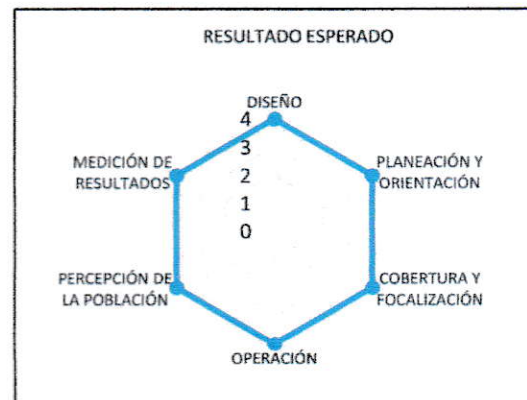 RESULTADO ESPERADO
DISEÑO
4
3
2
1
0
MEDICIÓN DE
RESULTADOS
PLANEACIÓN Y
ORIENTACIÓN
PERCEPCIÓN DE
LA POBLACIÓN
COBERTURA Y
FOCALIZACIÓN
OPERACIÓN